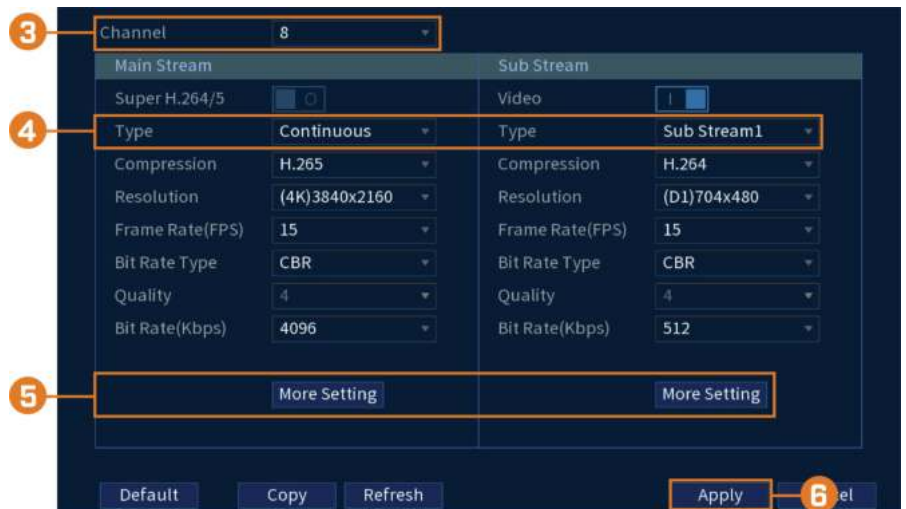 3 Channel 8
Main Stream Sub Stream
Super H.264/5 O Video I
4 Type Continuous Type Sub Stream1
Compression H.265 Compression H.264
Resolution (4K)3840x2160 Resolution (D1)704x480
Frame Rate(FPS) 15 Frame Rate(FPS) 15
Bit Rate Type CBR Bit Rate Type CBR
Quality 4 Quality 4
Bit Rate(Kbps) 4096 Bit Rate(Kbps) 512
5 More Setting More Setting
Default Copy Refresh Apply 6 el